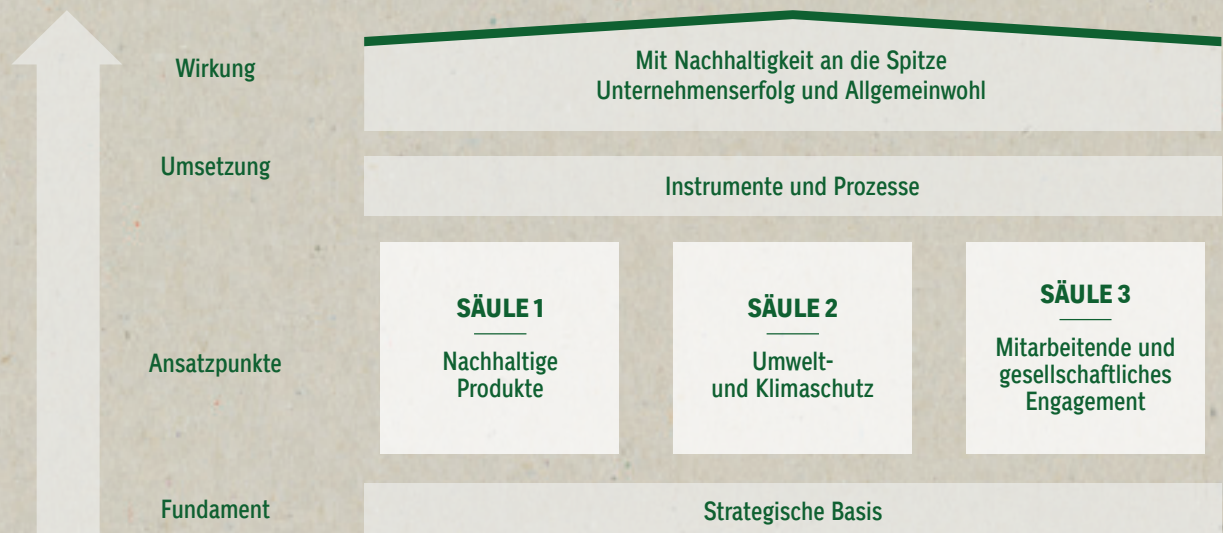 Wirkung
Mit Nachhaltigkeit an die Spitze
Unternehmenserfolg und Allgemeinwohl
Umsetzung
Instrumente und Prozesse
Ansatzpunkte
SÄULE 1
Nachhaltige
Produkte
SÄULE 2
Umwelt-
und Klimaschutz
SÄULE 3
Mitarbeitende und
gesellschaftliches
Engagement
Fundament
Strategische Basis